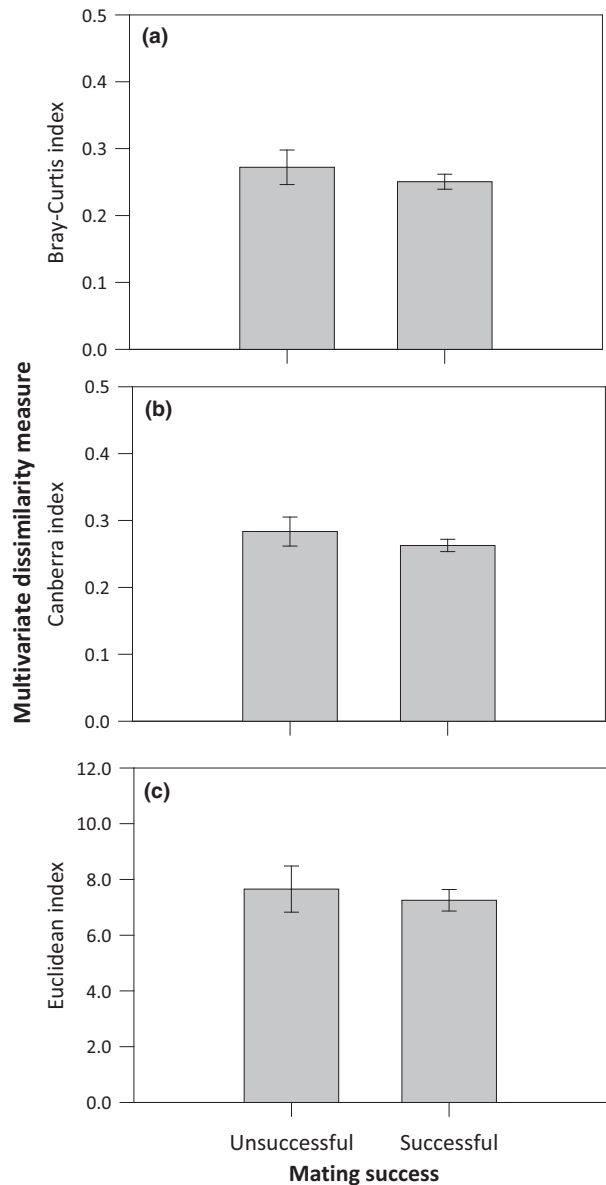 Multivariate dissimilarity measure
(a)
Bray-Curtis index
0.5
0.4
0.3
0.2
0.1
0.0
(b)
Canberra index
0.5
0.4
0.3
0.2
0.1
0.0
(c)
Euclidean index
12.0
10.0
8.0
6.0
4.0
2.0
0.0
Unsuccessful Successful
Mating success